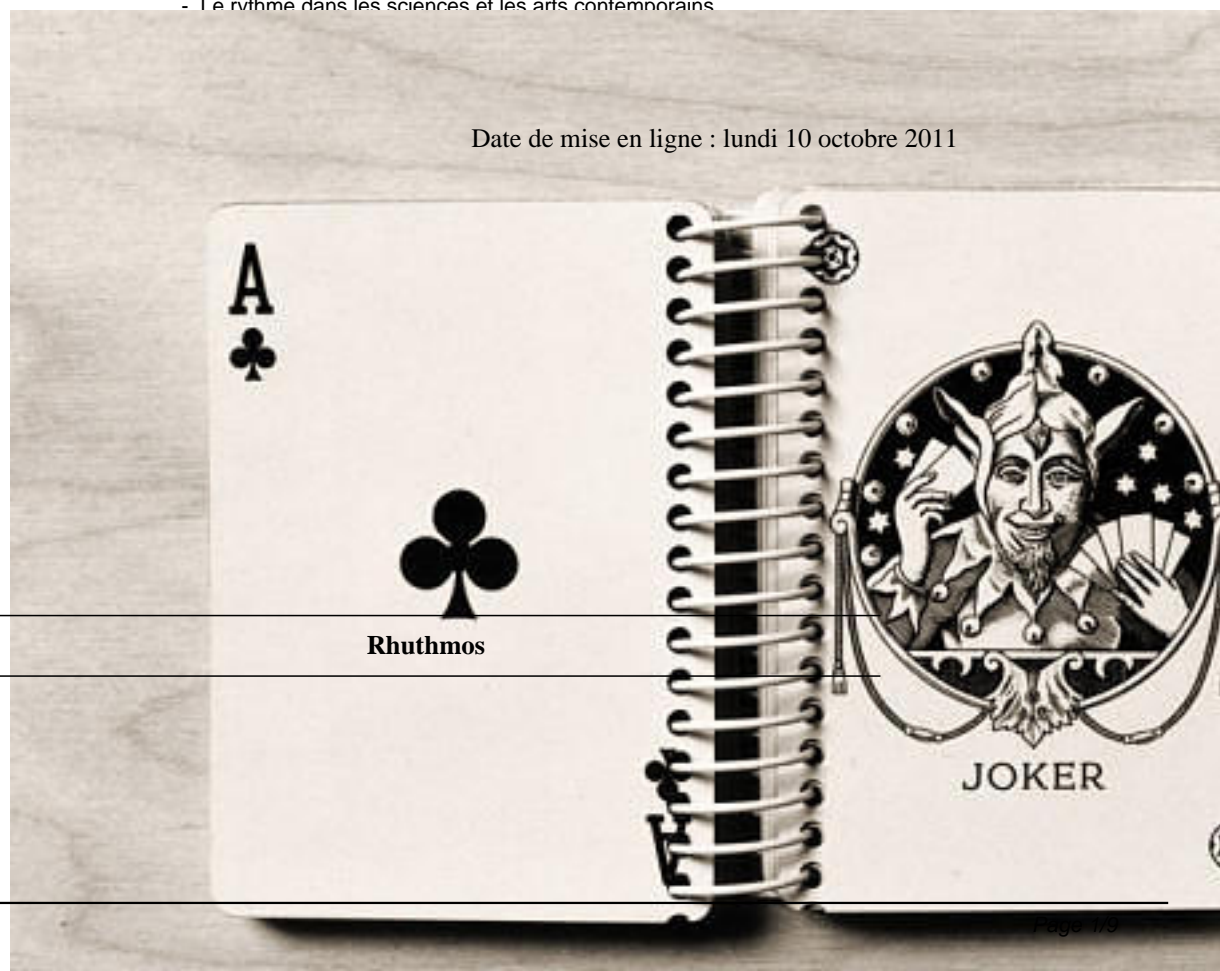 - Le rythme dans les sciences et les arts contemporains
Date de mise en ligne : lundi 10 octobre 2011
A
Rhuthmos
JOKER
A
Page 1/9